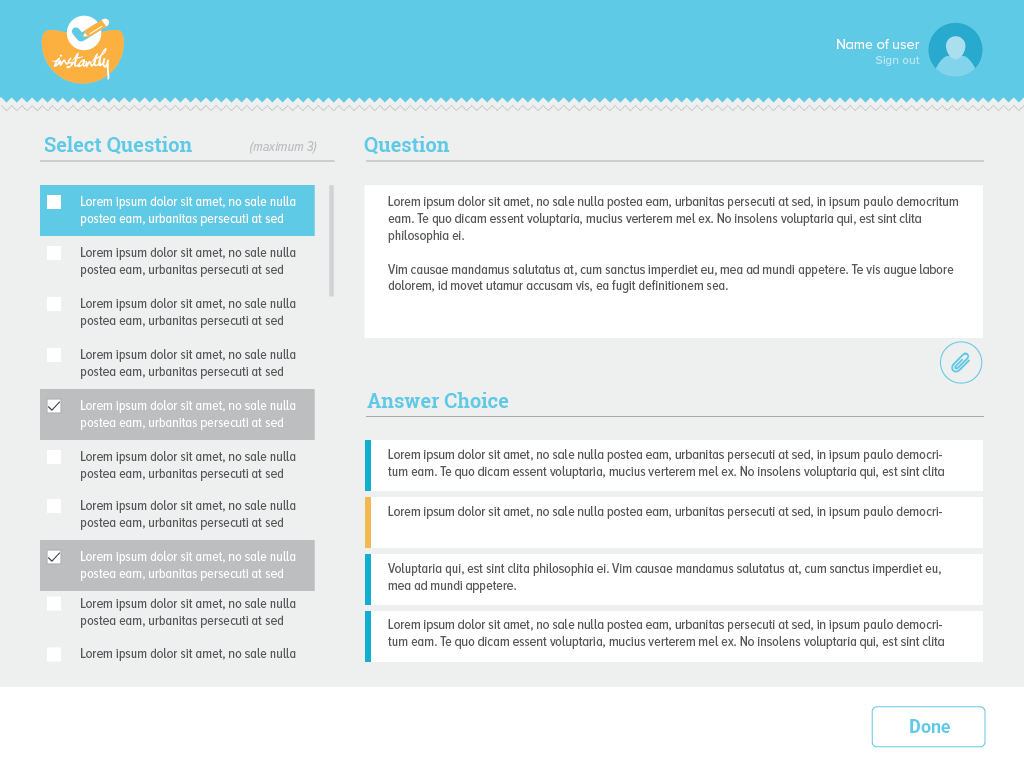 instantly
Name of user
Sign out
Select Question
(maximum 3)
Lorem ipsum dolor sit amet, no sale nulla
postea eam, urbanitas persecuti at sed
Lorem ipsum dolor sit amet, no sale nulla
postea eam, urbanitas persecuti at sed
Lorem ipsum dolor sit amet, no sale nulla
postea eam, urbanitas persecuti at sed
Lorem ipsum dolor sit amet, no sale nulla
postea eam, urbanitas persecuti at sed
Lorem ipsum dolor sit amet, no sale nulla
postea eam, urbanitas persecuti at sed
Lorem ipsum dolor sit amet, no sale nulla
postea eam, urbanitas persecuti at sed
Lorem ipsum dolor sit amet, no sale nulla
postea eam, urbanitas persecuti at sed
Lorem ipsum dolor sit amet, no sale nulla
postea eam, urbanitas persecuti at sed
Lorem ipsum dolor sit amet, no sale nulla
postea eam, urbanitas persecuti at sed
Lorem ipsum dolor sit amet, no sale nulla
Question
Lorem ipsum dolor sit amet, no sale nulla postea eam, urbanitas persecuti at sed, in ipsum paulo democritum
eam. Te quo dicam essent voluptaria, mucius verterem mel ex. No insolens voluptaria qui, est sint clita
philosophia ei.
Vim causae mandamus salutatus at, cum sanctus imperdiet eu, mea ad mundi appetere. Te vis augue labore
dolorem, id movet utamur accusam vis, ea fugit definitionem sea.
Answer Choice
Lorem ipsum dolor sit amet, no sale nulla postea eam, urbanitas persecuti at sed, in ipsum paulo democri-
tum eam. Te quo dicam essent voluptaria, mucius verterem mel ex. No insolens voluptaria qui, est sint clita
Lorem ipsum dolor sit amet, no sale nulla postea eam, urbanitas persecuti at sed, in ipsum paulo democri-
Voluptaria qui, est sint clita philosophia ei. Vim causae mandamus salutatus at, cum sanctus imperdiet eu,
mea ad mundi appetere.
Lorem ipsum dolor sit amet, no sale nulla postea eam, urbanitas persecuti at sed, in ipsum paulo democri-
tum eam. Te quo dicam essent voluptaria, mucius verterem mel ex. No insolens voluptaria qui, est sint clita
Done